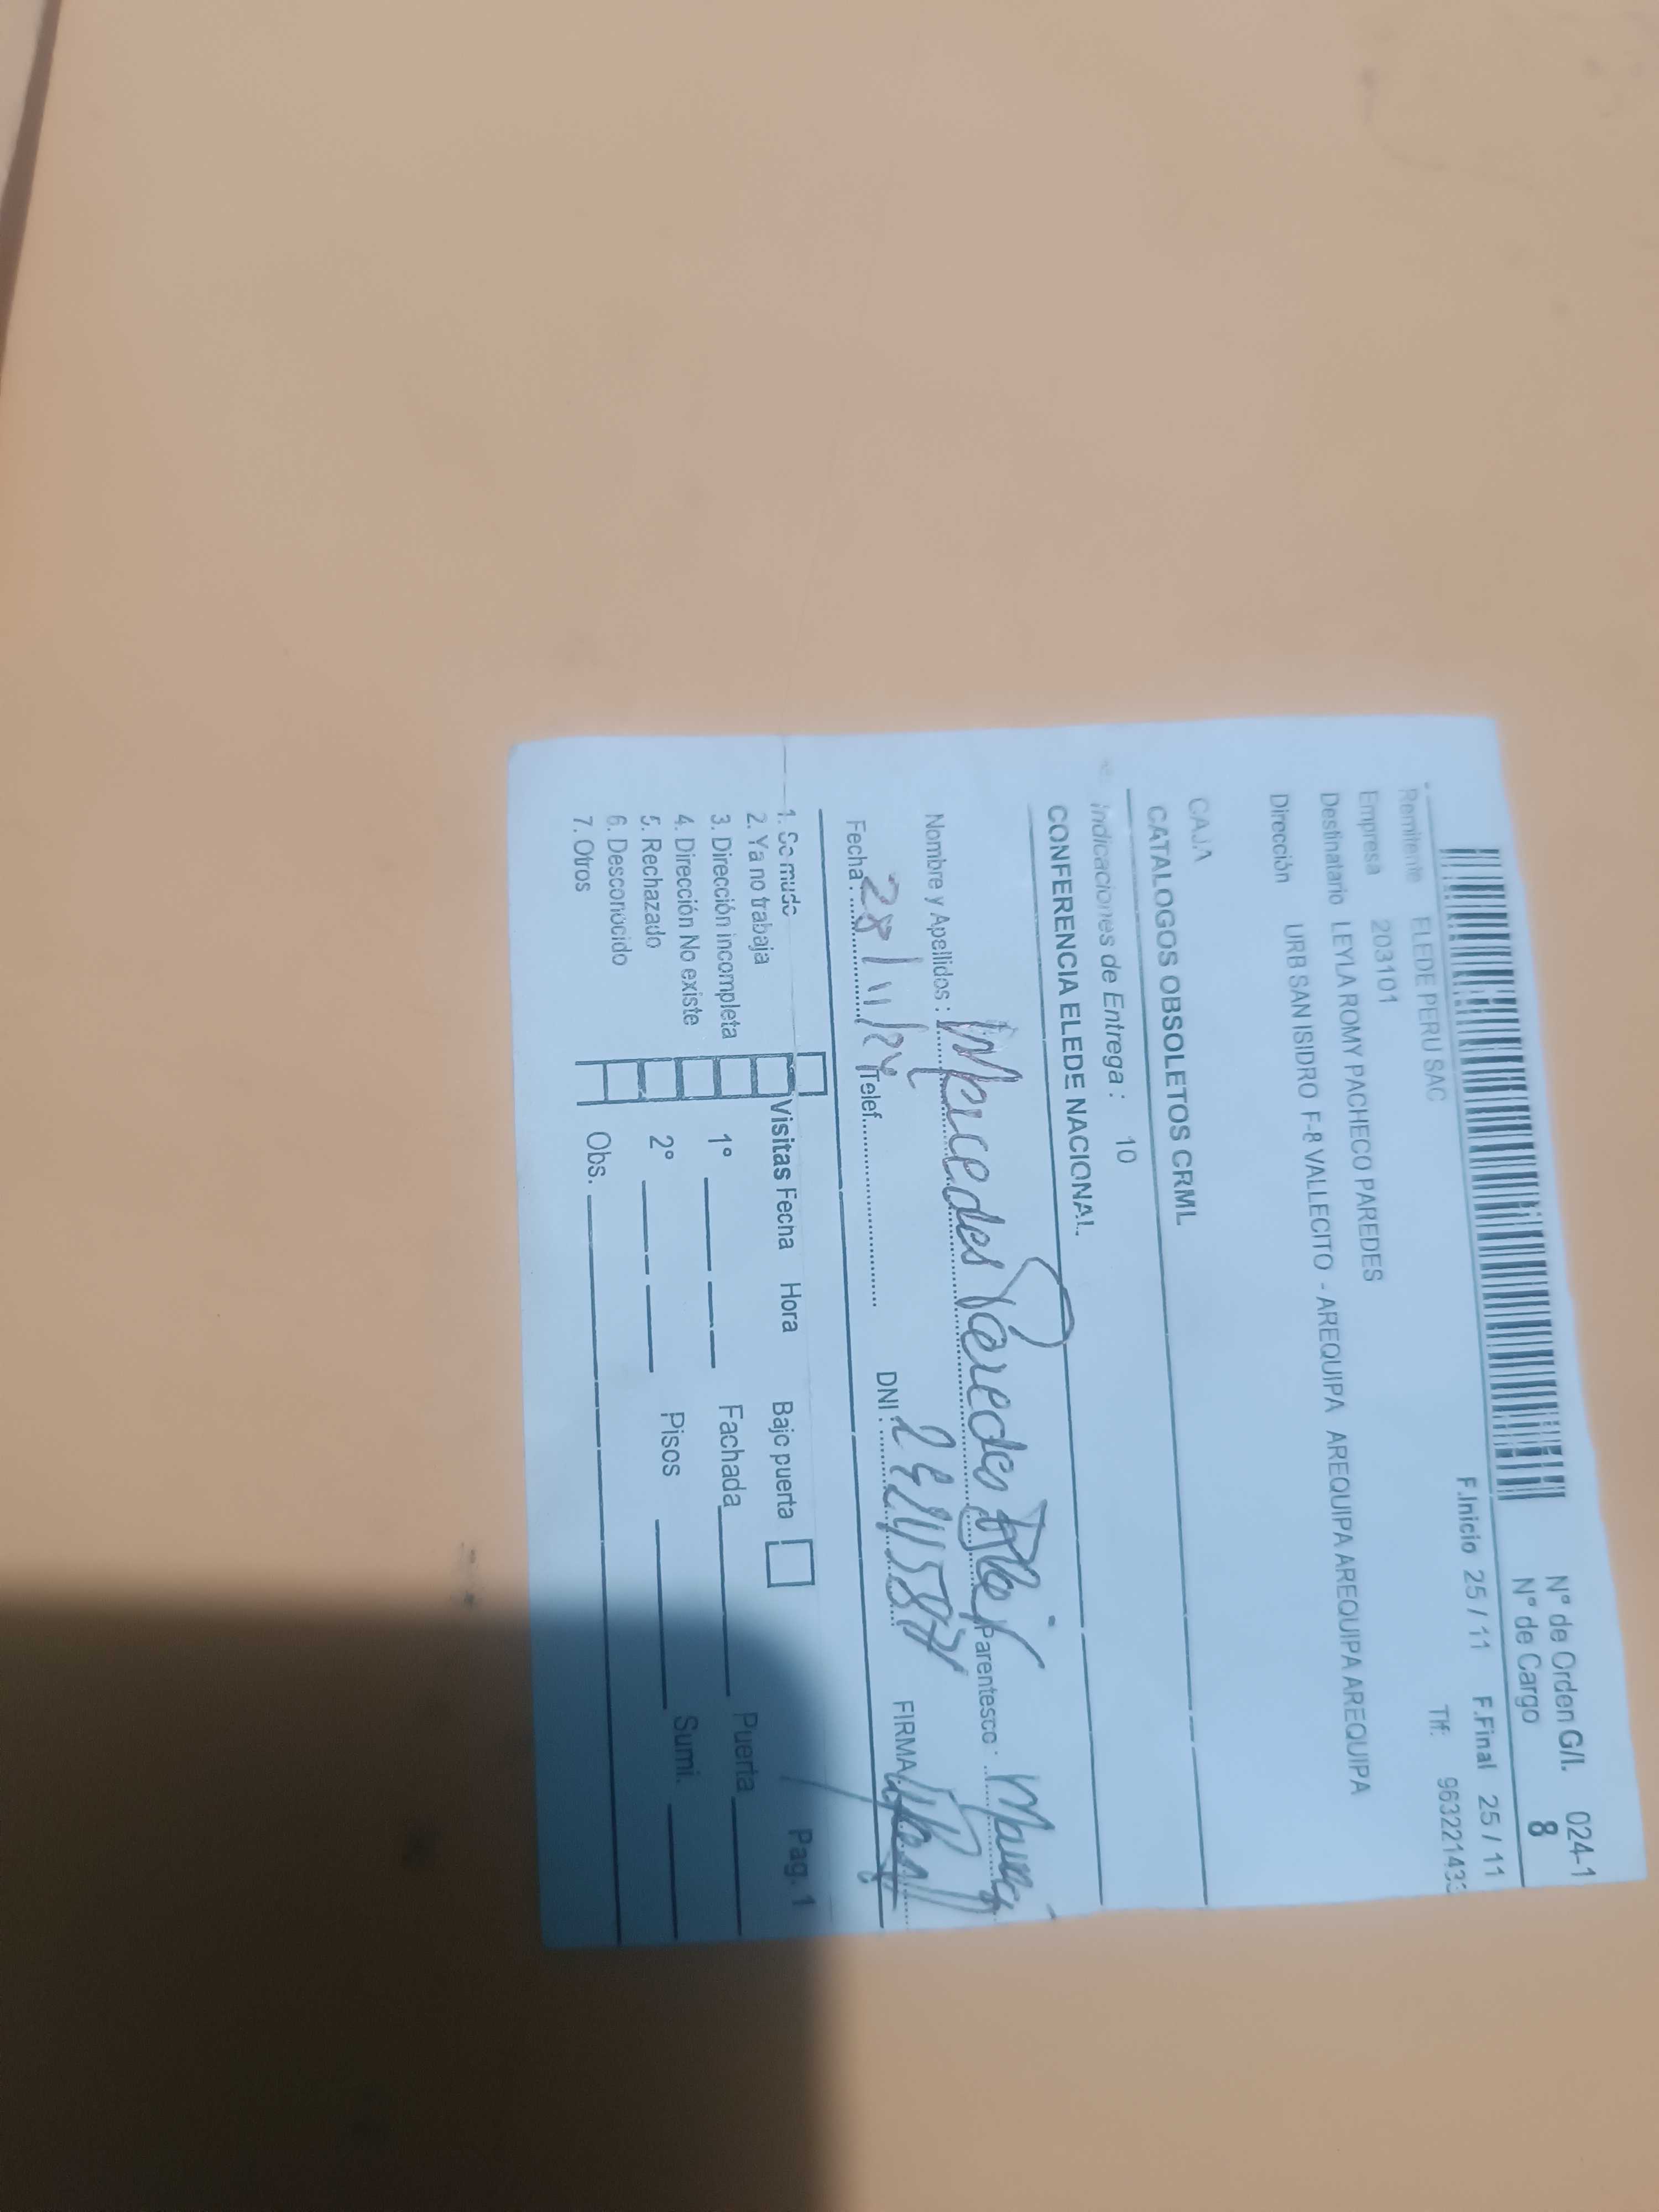 Nº de Orden G/I. 024-1
Nº de Cargo 8
F.Inicio 25 / 11 F.Final 25 / 11
Remitente ELEDE PERU SAC Tlf: 963221433
Empresa 203101
Destinatario LEYLA ROMY PACHECO PAREDES
Dirección URB SAN ISIDRO F-8 VALLECITO - AREQUIPA AREQUIPA AREQUIPA AREQUIPA
CAJA
CATALOGOS OBSOLETOS CRML
Indicaciones de Entrega : 10
CONFERENCIA ELEDE NACIONAL
Nombre y Apellidos : Mercedes Paredes Parentesco :
Fecha : 28/11/24 Telef. DNI : FIRMA
Pag. 1
1. Se mudo
2. Ya no trabaja Visitas Fecha Hora Bajo puerta
3. Dirección incompleta 1° Fachada Puerta
4. Dirección No existe
5. Rechazado 2° Pisos Sumi.
6. Desconocido
7. Otros Obs.